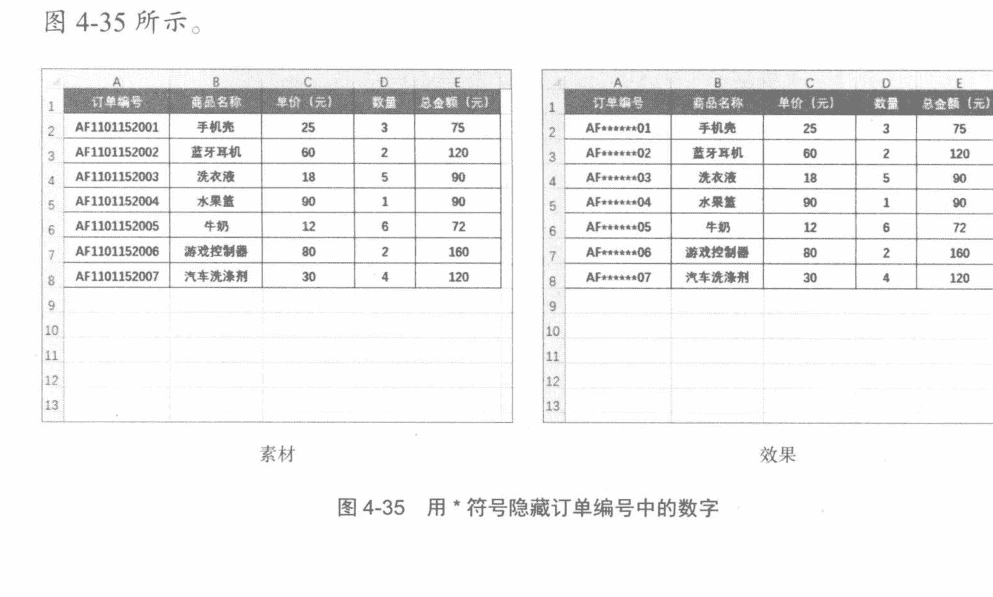 图 4-35 所示。
A B C D E
1 订单编号 商品名称 单价（元） 数量 总金额（元）
2 AF1101152001 手机壳 25 3 75
3 AF1101152002 蓝牙耳机 60 2 120
4 AF1101152003 洗衣液 18 5 90
5 AF1101152004 水果篮 90 1 90
6 AF1101152005 牛奶 12 6 72
7 AF1101152006 游戏控制器 80 2 160
8 AF1101152007 汽车洗涤剂 30 4 120
9
10
11
12
13
素材
A B C D E
1 订单编号 商品名称 单价（元） 数量 总金额（元）
2 AF******01 手机壳 25 3 75
3 AF******02 蓝牙耳机 60 2 120
4 AF******03 洗衣液 18 5 90
5 AF******04 水果篮 90 1 90
6 AF******05 牛奶 12 6 72
7 AF******06 游戏控制器 80 2 160
8 AF******07 汽车洗涤剂 30 4 120
9
10
11
12
13
效果
图 4-35 用 * 符号隐藏订单编号中的数字